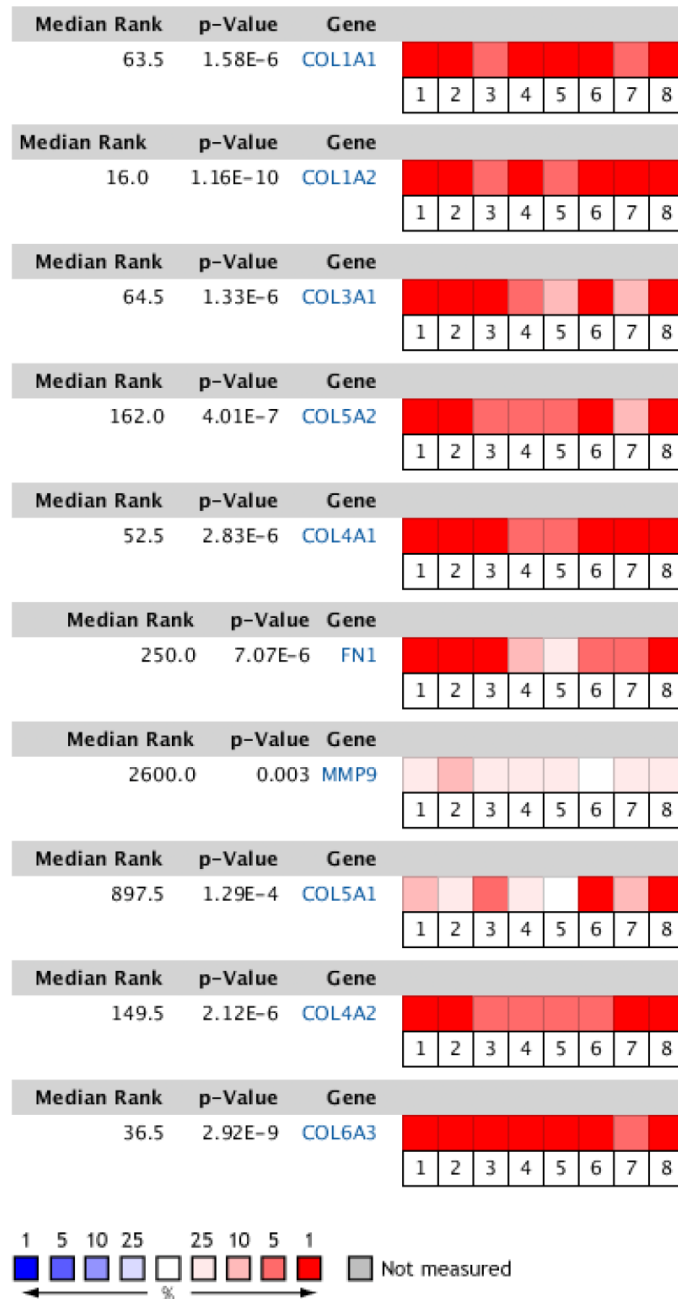 Median Rank p-Value Gene
63.5 1.58E-6 COL1A1
1 2 3 4 5 6 7 8
Median Rank p-Value Gene
16.0 1.16E-10 COL1A2
1 2 3 4 5 6 7 8
Median Rank p-Value Gene
64.5 1.33E-6 COL3A1
1 2 3 4 5 6 7 8
Median Rank p-Value Gene
162.0 4.01E-7 COL5A2
1 2 3 4 5 6 7 8
Median Rank p-Value Gene
52.5 2.83E-6 COL4A1
1 2 3 4 5 6 7 8
Median Rank p-Value Gene
250.0 7.07E-6 FN1
1 2 3 4 5 6 7 8
Median Rank p-Value Gene
2600.0 0.003 MMP9
1 2 3 4 5 6 7 8
Median Rank p-Value Gene
897.5 1.29E-4 COL5A1
1 2 3 4 5 6 7 8
Median Rank p-Value Gene
149.5 2.12E-6 COL4A2
1 2 3 4 5 6 7 8
Median Rank p-Value Gene
36.5 2.92E-9 COL6A3
1 2 3 4 5 6 7 8
1 5 10 25 25 10 5 1
Not measured
%